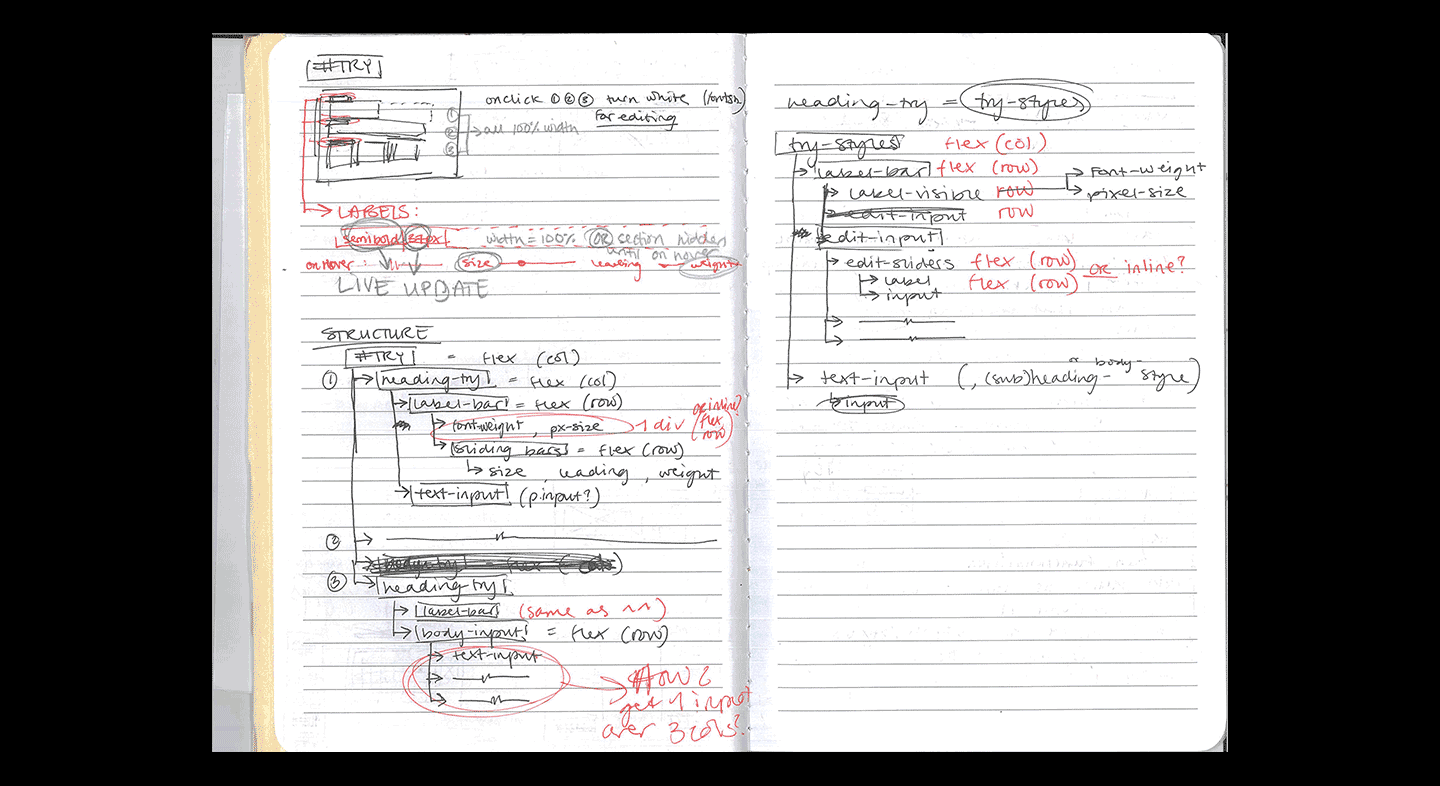 #TRY
onclick ① ② ③ turn white
for editing
①
② → all 100% width
③
→ LABELS:
semibold px width = 100% OR section hidden
until on hover
on hover : size leading weight
LIVE UPDATE
STRUCTURE
#TRY = flex (col)
① → heading-try = flex (col)
→ label-bar = flex (row) or inline?
→ font-weight, px-size 1 div (flex row)
→ sliding bars = flex (row)
↳ size, leading, weight
→ text-input (p.input?)
② →
→ body-try = flex (col)
③ → heading-try
→ label-bar (same as ^^)
→ body-input = flex (row)
→ text-input
→ How 2
→ get 1 input
over 3 cols?
heading-try = try-styles
try-styles flex (col)
→ label-bar flex (row) → Font-weight
→ label-visible row → pixel-size
→ edit-input row
edit-input
→ edit-sliders flex (row) OR inline?
→ label flex (row)
→ input
→
→
or body-
→ text-input (, (sub)heading- style)
↳ input